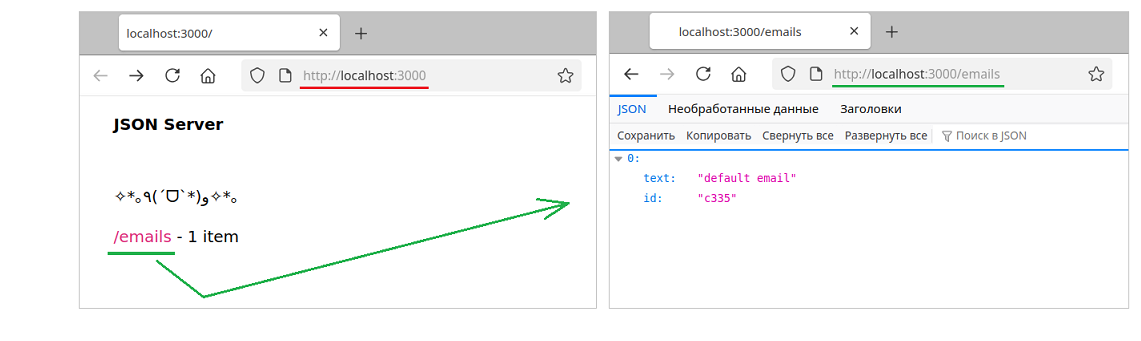 localhost:3000/
http://localhost:3000
JSON Server
✧*｡٩(ˊᗜˋ*)و✧*｡
/emails - 1 item
localhost:3000/emails
http://localhost:3000/emails
JSON Необработанные данные Заголовки
Сохранить Копировать Свернуть все Развернуть все Поиск в JSON
0:
text: "default email"
id: "c335"